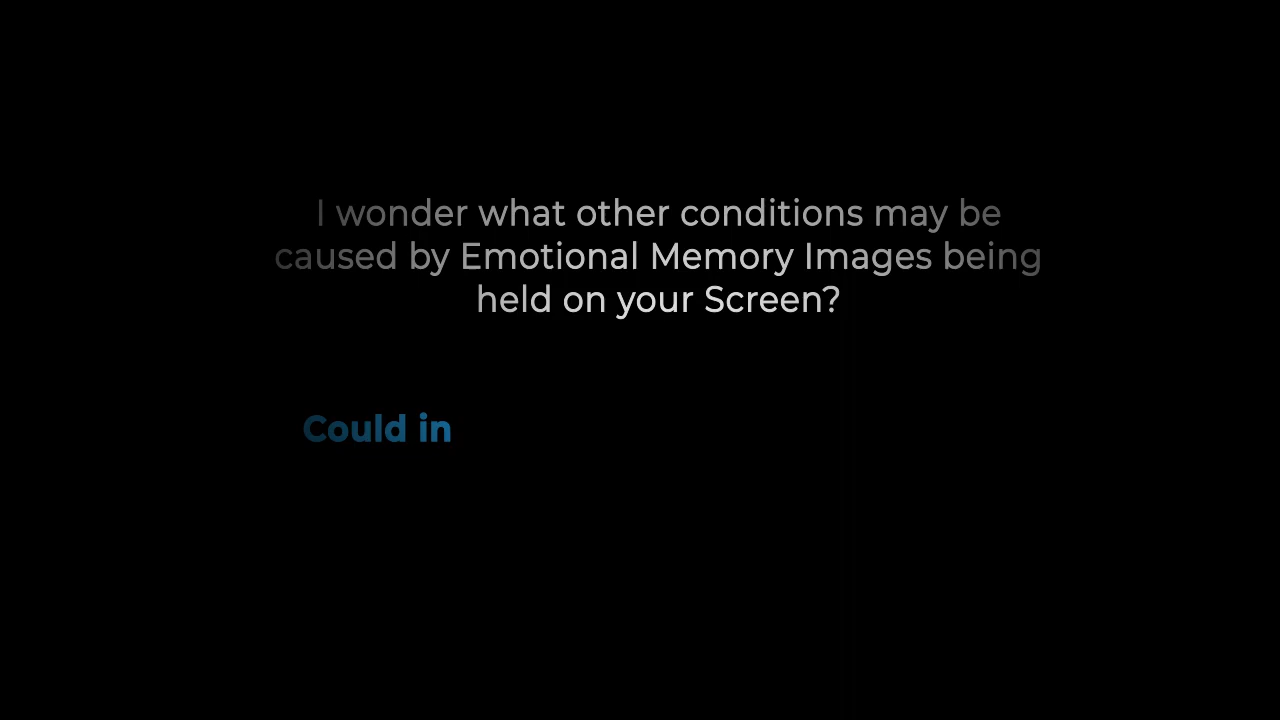 I wonder what other conditions may be
caused by Emotional Memory Images being
held on your Screen?
Could in